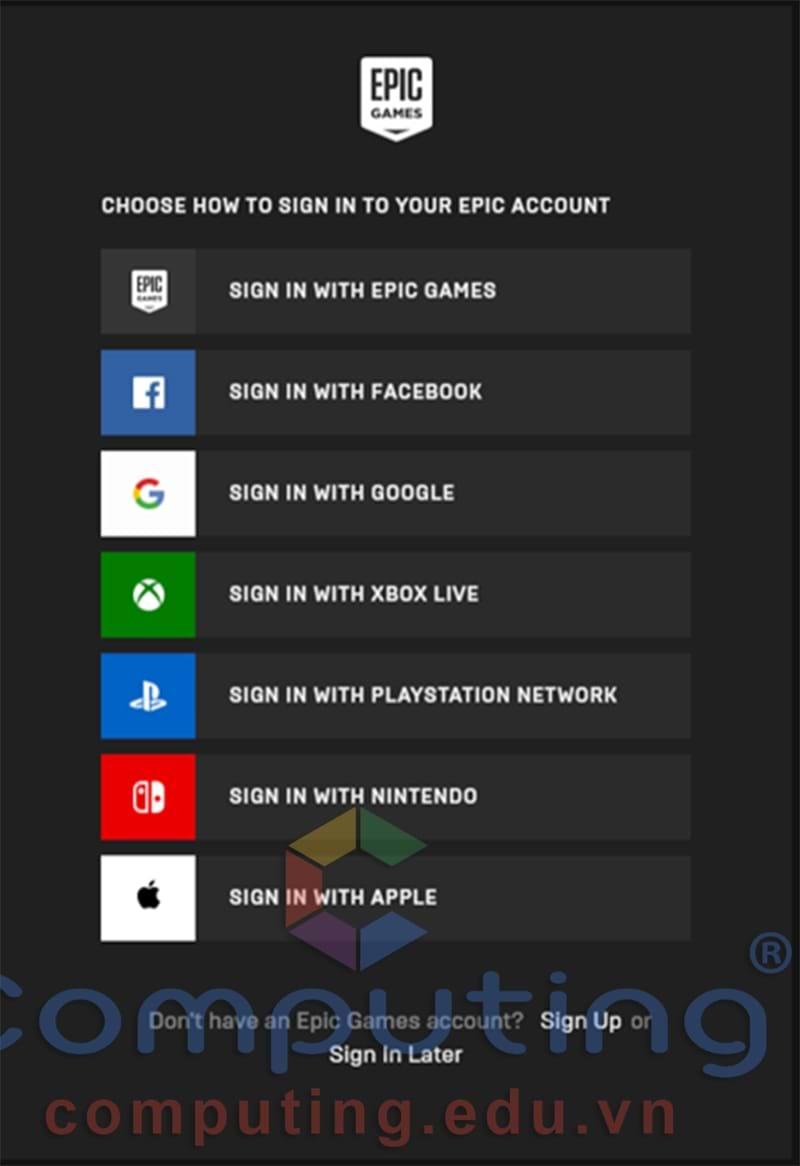 EPIC
GAMES
CHOOSE HOW TO SIGN IN TO YOUR EPIC ACCOUNT
EPIC
GAMES
SIGN IN WITH EPIC GAMES
SIGN IN WITH FACEBOOK
SIGN IN WITH GOOGLE
SIGN IN WITH XBOX LIVE
SIGN IN WITH PLAYSTATION NETWORK
SIGN IN WITH NINTENDO
SIGN IN WITH APPLE
Computing®
Don't have an Epic Games account? Sign Up or
Sign In Later
computing.edu.vn